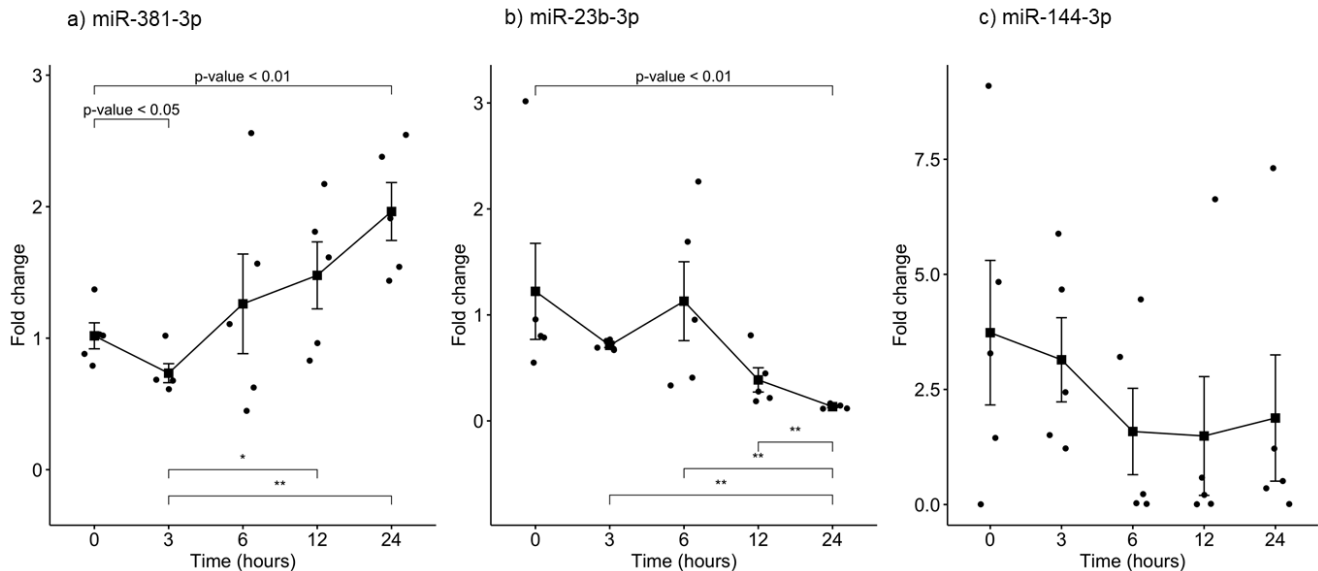 a) miR-381-3p
Fold change
3
2
1
0
p-value < 0.01
p-value < 0.05
*
**
0 3 6 12 24
Time (hours)
b) miR-23b-3p
Fold change
3
2
1
0
p-value < 0.01
**
**
**
0 3 6 12 24
Time (hours)
c) miR-144-3p
Fold change
7.5
5.0
2.5
0.0
0 3 6 12 24
Time (hours)